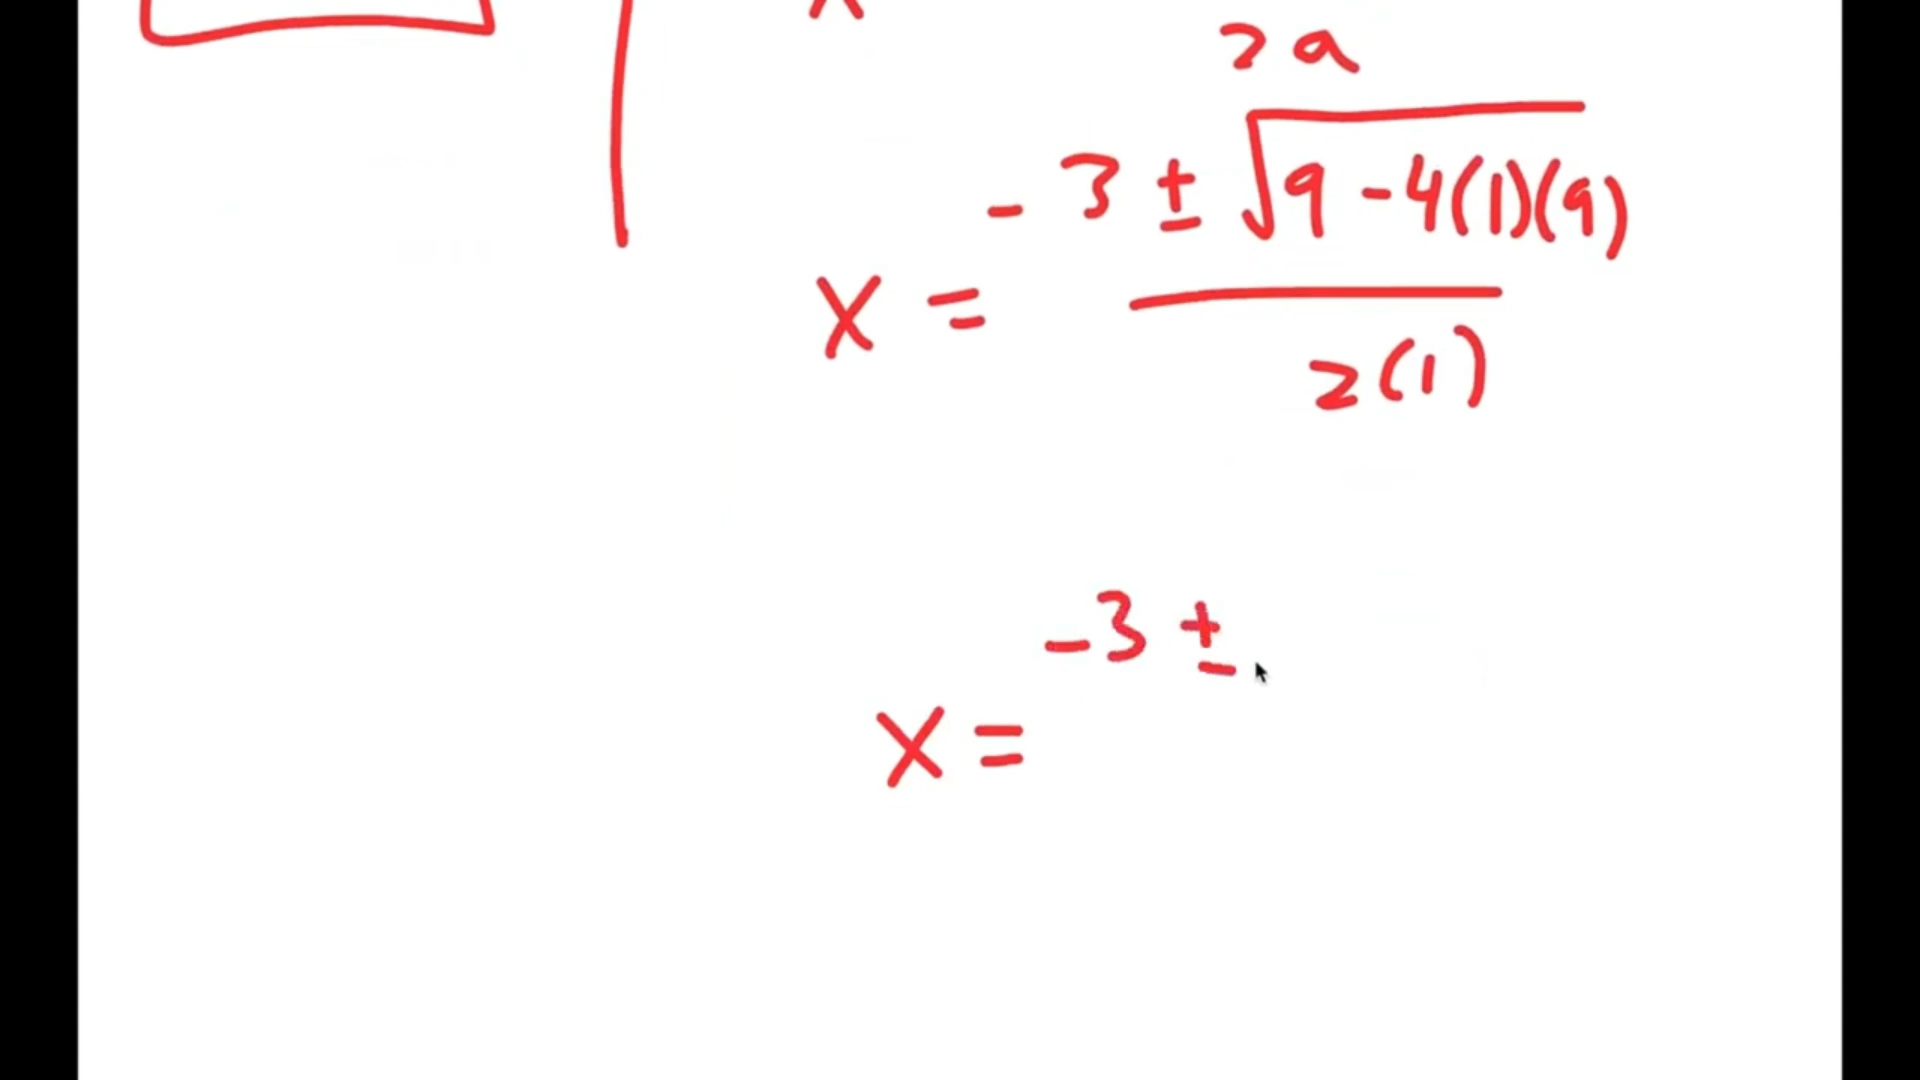 2a
x = -3 ± √9 - 4(1)(9)
2(1)
x = -3 ±